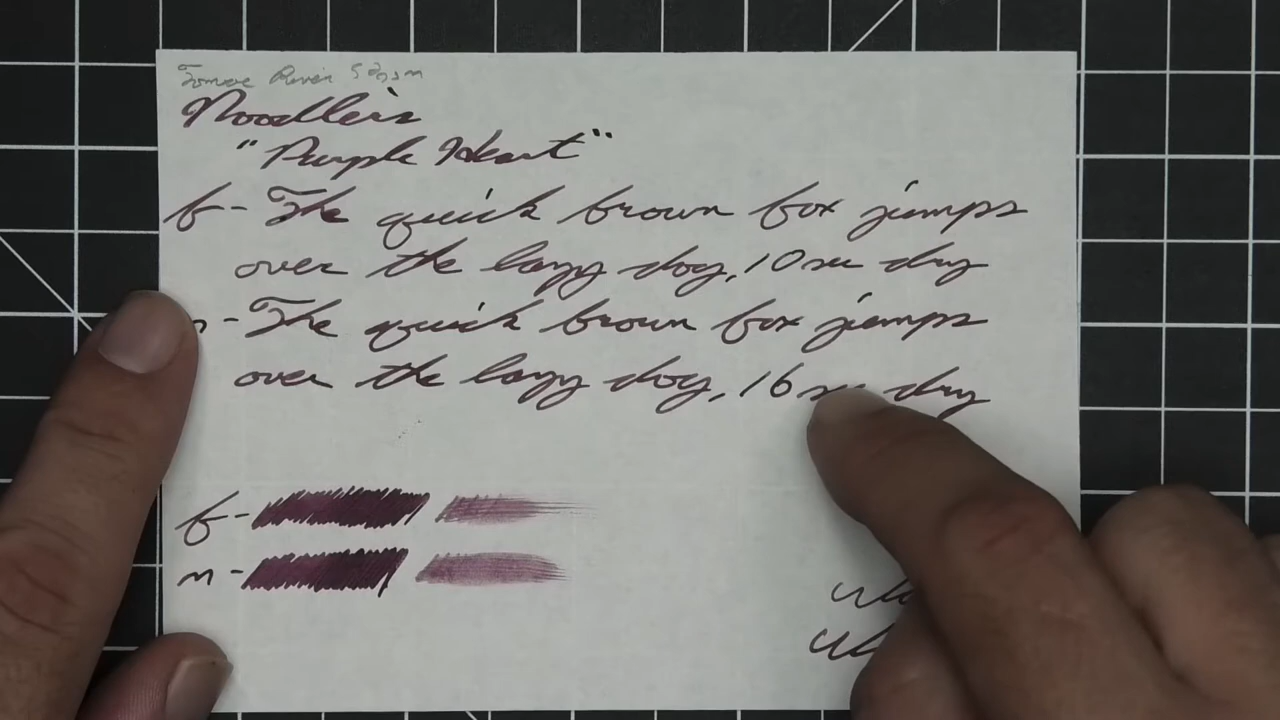 Tomoe River 52gsm
Noodler's
"Purple Heart"
f - The quick brown fox jumps
over the lazy dog, 10 sec dry
- The quick brown fox jumps
over the lazy dog, 16 sec dry
f -
m -